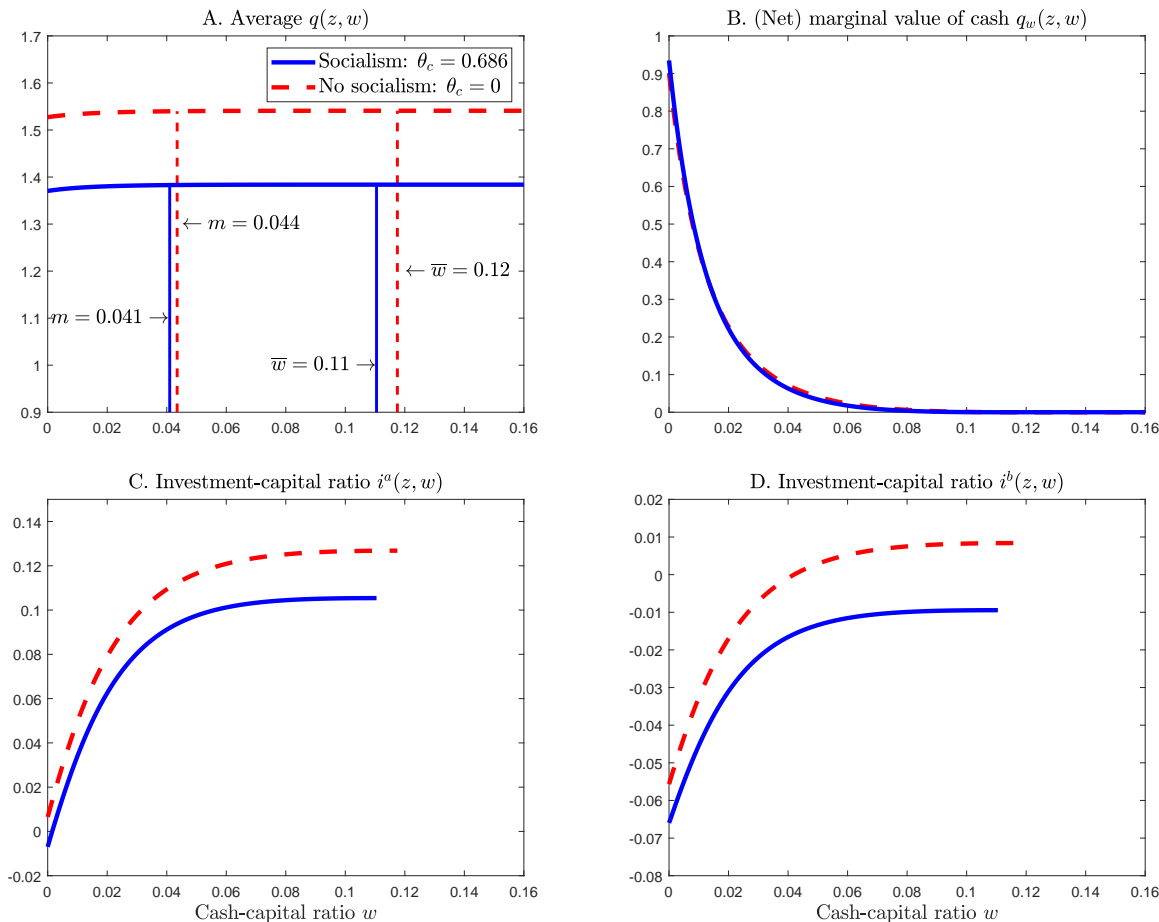 A. Average q(z, w)
1.7
1.6
1.5
1.4
1.3
1.2
1.1
1
0.9
0 0.02 0.04 0.06 0.08 0.1 0.12 0.14 0.16
Socialism: θc = 0.686
No socialism: θc = 0
← m = 0.044
← w̅ = 0.12
m = 0.041 →
w̅ = 0.11 →
B. (Net) marginal value of cash qw(z, w)
1
0.9
0.8
0.7
0.6
0.5
0.4
0.3
0.2
0.1
0
0 0.02 0.04 0.06 0.08 0.1 0.12 0.14 0.16
C. Investment-capital ratio iᵃ(z, w)
0.14
0.12
0.1
0.08
0.06
0.04
0.02
0
-0.02
0 0.02 0.04 0.06 0.08 0.1 0.12 0.14 0.16
Cash-capital ratio w
D. Investment-capital ratio iᵇ(z, w)
0.02
0.01
0
-0.01
-0.02
-0.03
-0.04
-0.05
-0.06
-0.07
-0.08
0 0.02 0.04 0.06 0.08 0.1 0.12 0.14 0.16
Cash-capital ratio w